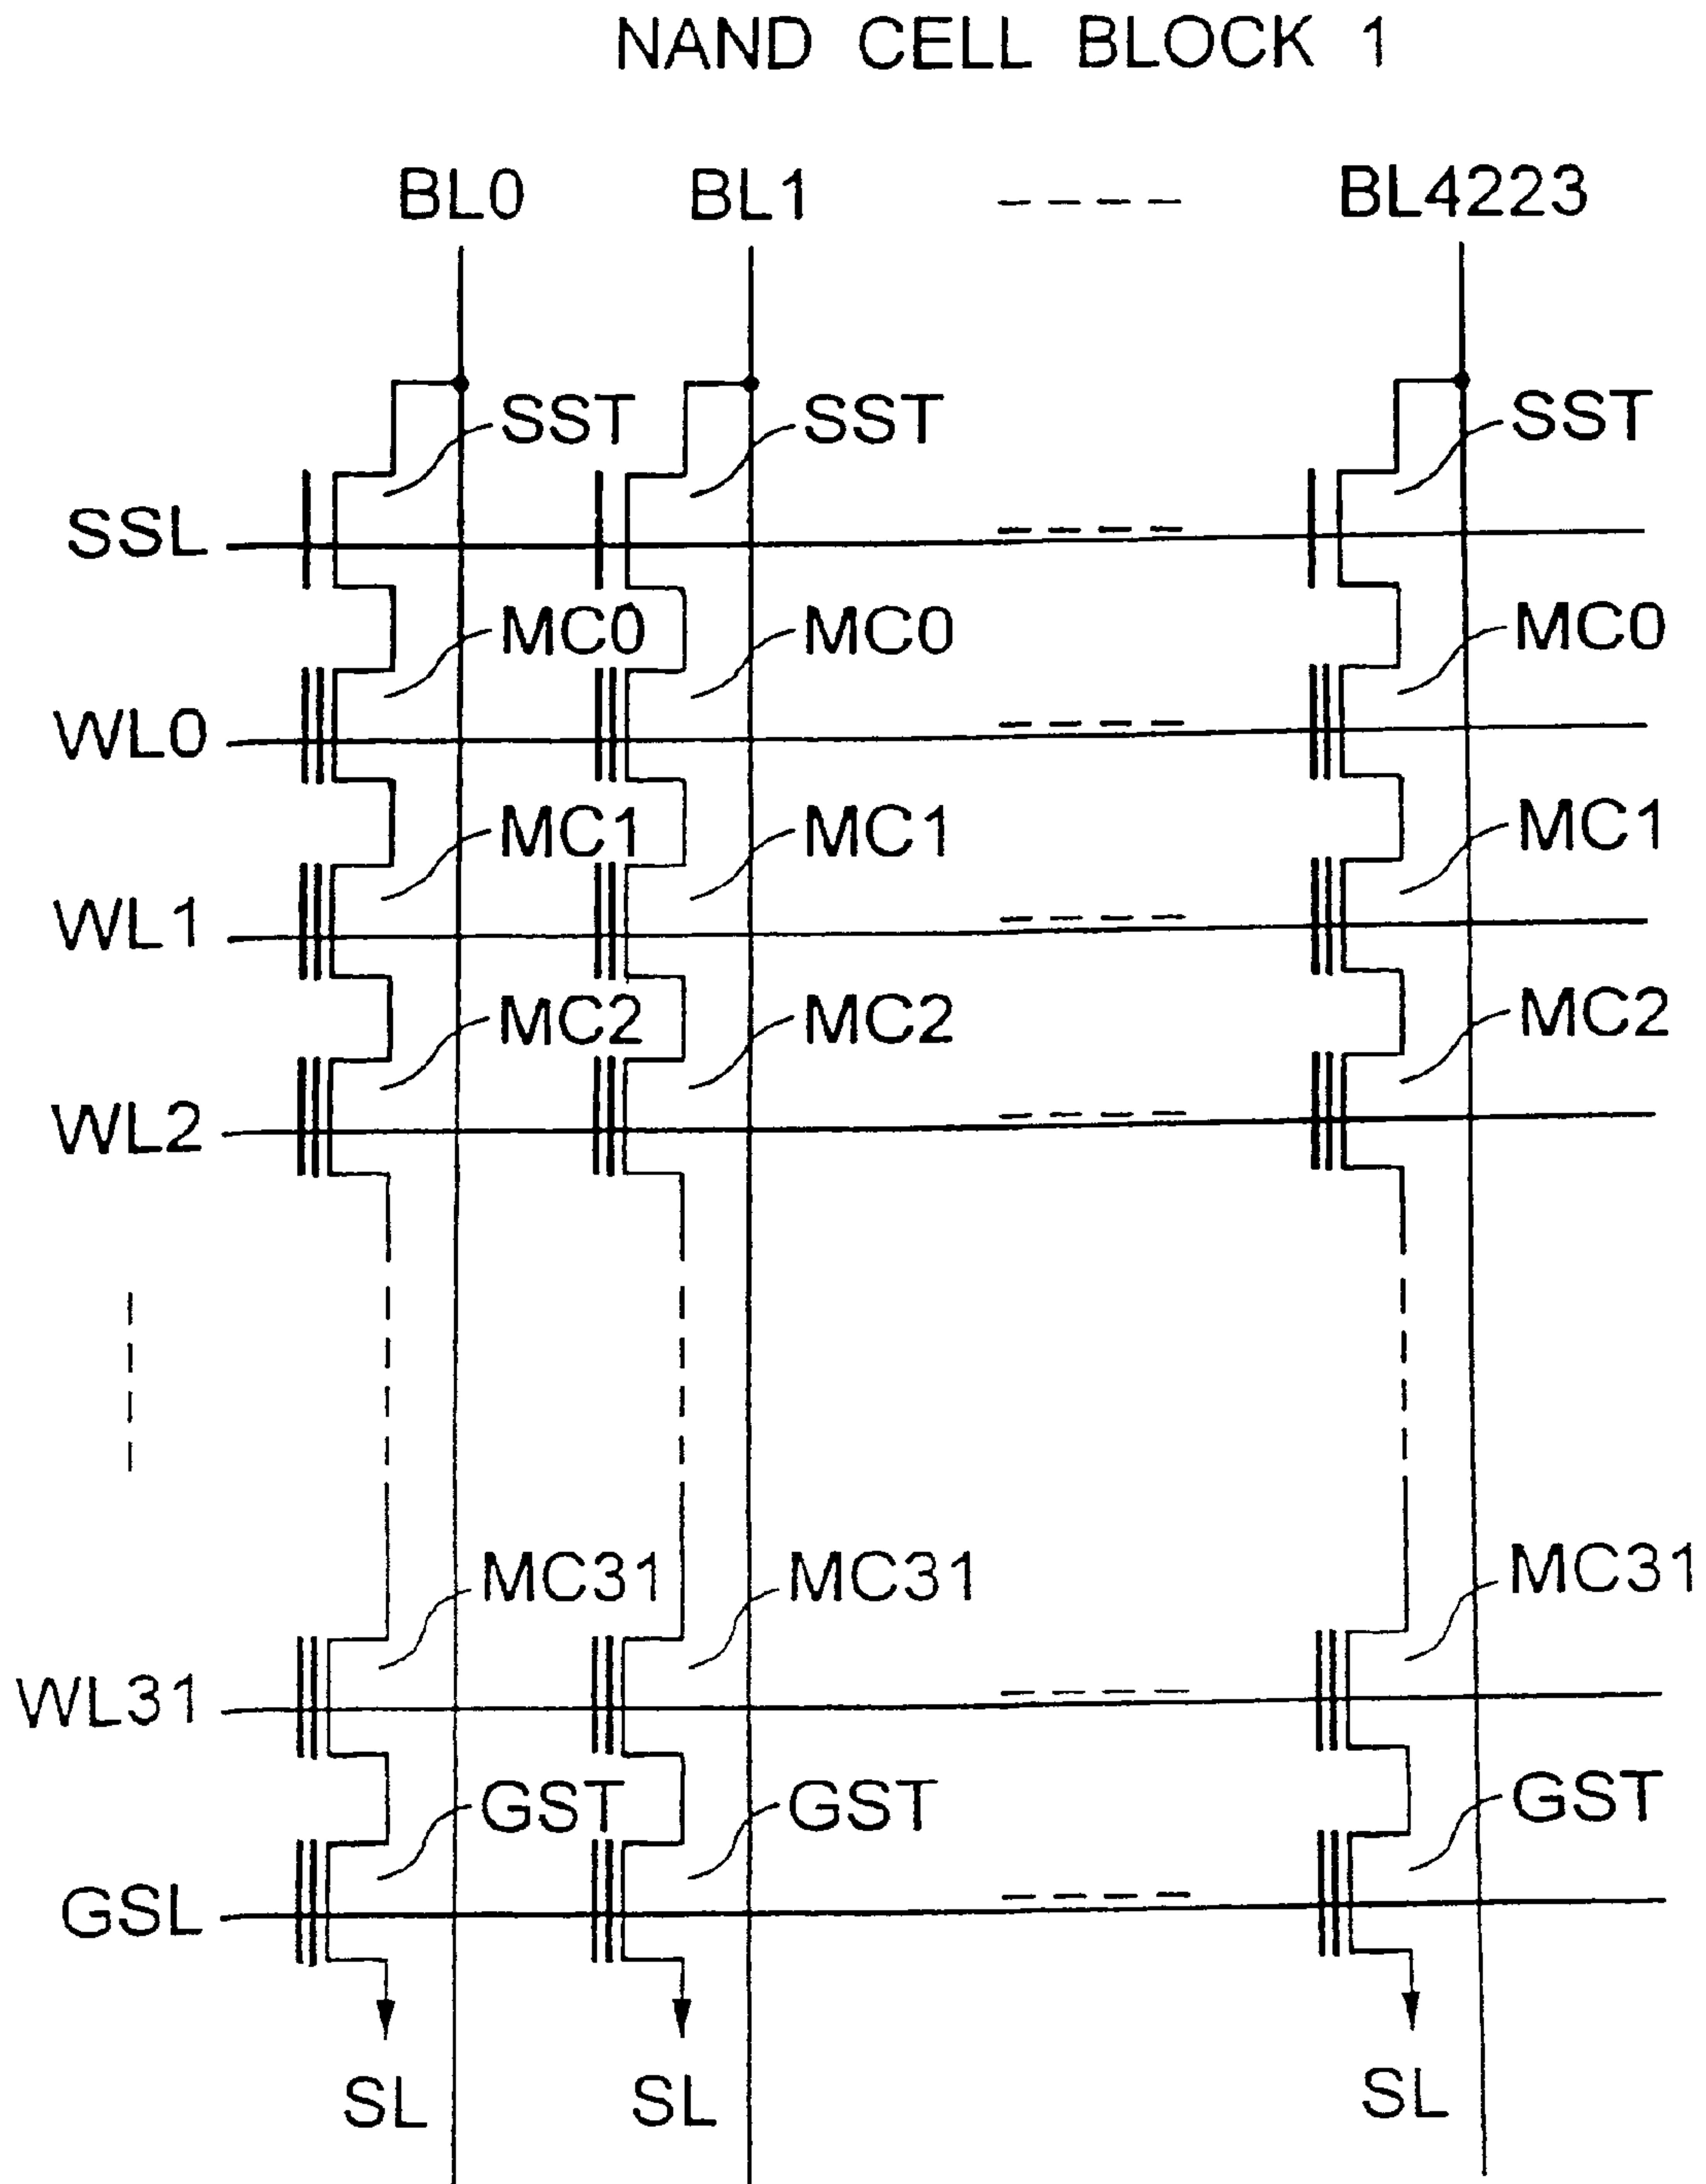 NAND CELL BLOCK 1
BL0 BL1 BL4223
SST SST SST
SSL
MC0 MC0 MC0
WL0
MC1 MC1 MC1
WL1
MC2 MC2 MC2
WL2
MC31 MC31 MC31
WL31
GST GST GST
GSL
SL SL SL